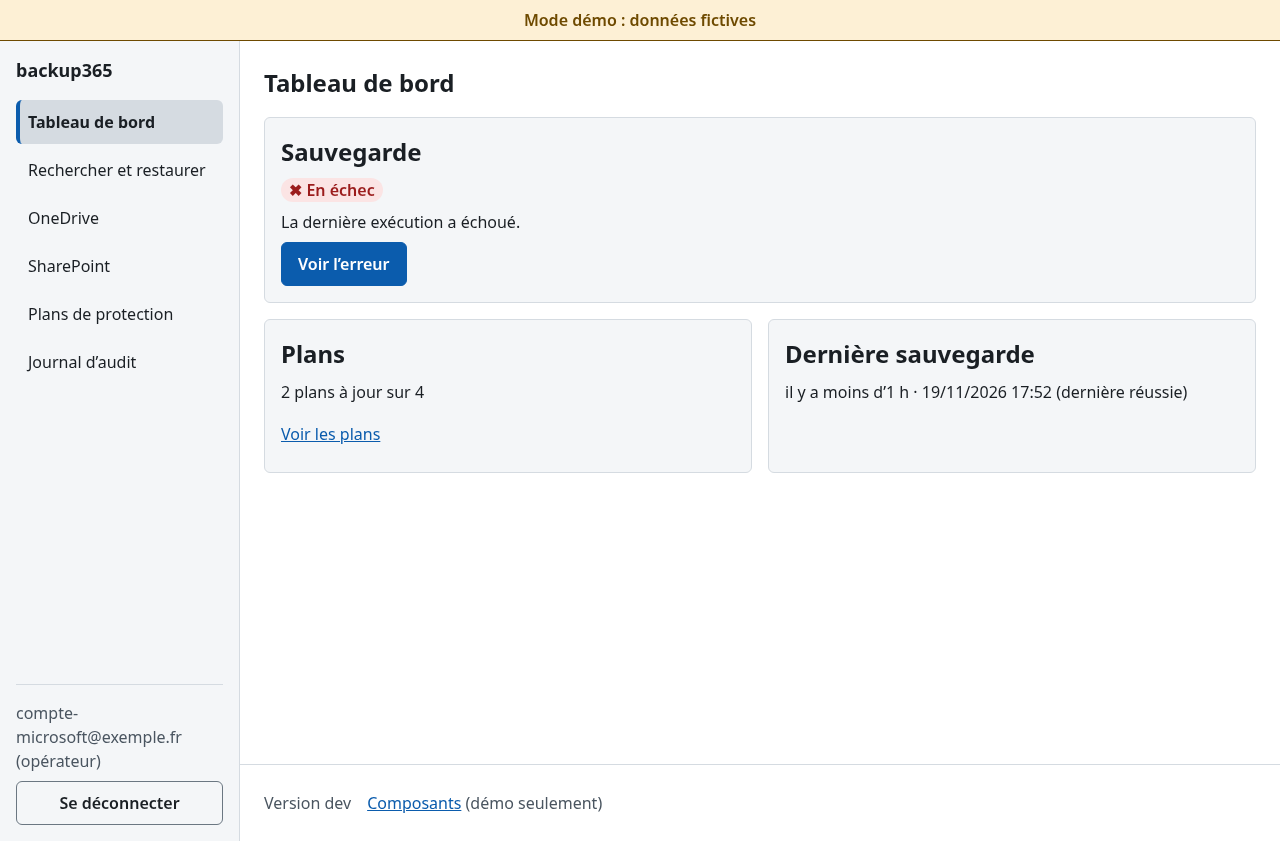 Mode démo : données fictives
backup365
Tableau de bord
Rechercher et restaurer
OneDrive
SharePoint
Plans de protection
Journal d’audit
compte-
microsoft@exemple.fr
(opérateur)
Se déconnecter
Tableau de bord
Sauvegarde
✖ En échec
La dernière exécution a échoué.
Voir l’erreur
Plans
2 plans à jour sur 4
Voir les plans
Dernière sauvegarde
il y a moins d’1 h · 19/11/2026 17:52 (dernière réussie)
Version dev Composants (démo seulement)